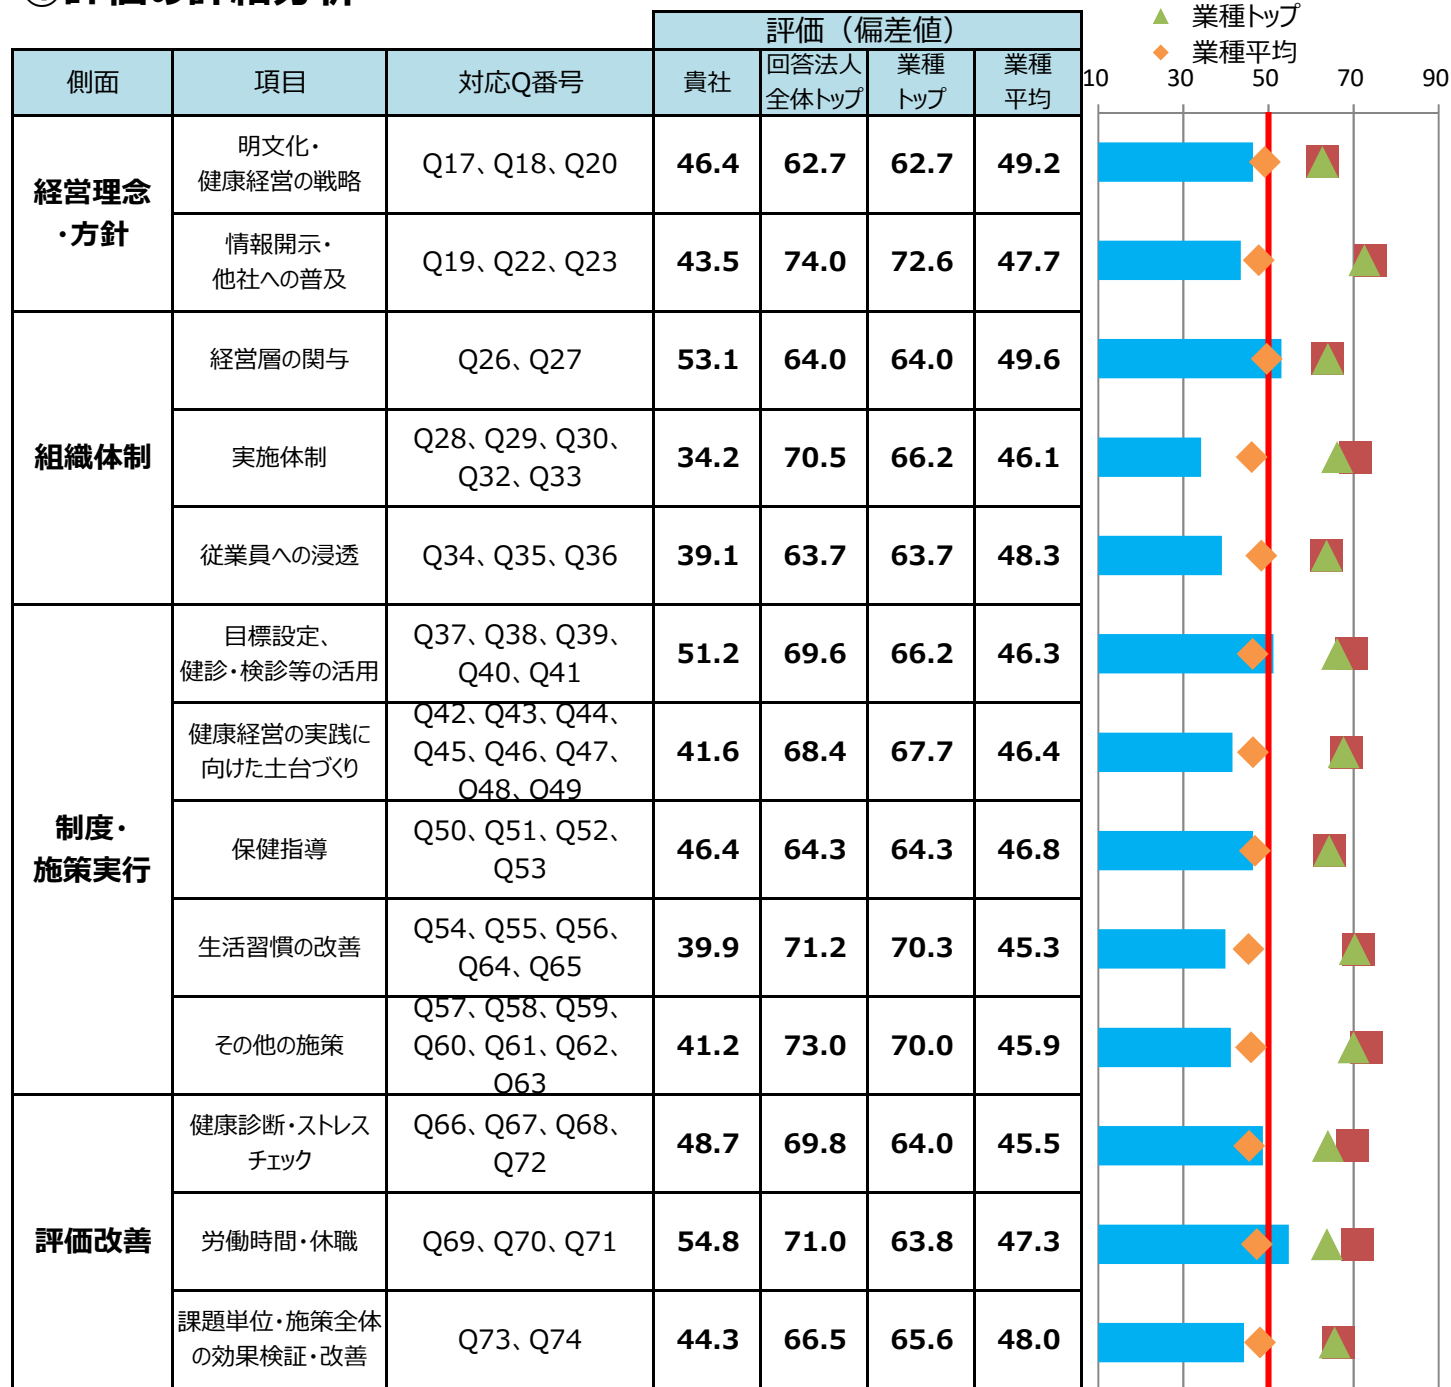 ②評価の詳細分析
▲ 業種トップ
◆ 業種平均
評価（偏差値）
側面 項目 対応Q番号 貴社 回答法人 業種 業種
全体トップ トップ 平均
10 30 50 70 90
経営理念
・方針
明文化・
健康経営の戦略
Q17、Q18、Q20 46.4 62.7 62.7 49.2
情報開示・
他社への普及
Q19、Q22、Q23 43.5 74.0 72.6 47.7
組織体制
経営層の関与 Q26、Q27 53.1 64.0 64.0 49.6
実施体制
Q28、Q29、Q30、
Q32、Q33
34.2 70.5 66.2 46.1
従業員への浸透 Q34、Q35、Q36 39.1 63.7 63.7 48.3
制度・
施策実行
目標設定、
健診・検診等の活用
Q37、Q38、Q39、
Q40、Q41
51.2 69.6 66.2 46.3
健康経営の実践に
向けた土台づくり
Q42、Q43、Q44、
Q45、Q46、Q47、
Q48、Q49
41.6 68.4 67.7 46.4
保健指導
Q50、Q51、Q52、
Q53
46.4 64.3 64.3 46.8
生活習慣の改善
Q54、Q55、Q56、
Q64、Q65
39.9 71.2 70.3 45.3
その他の施策
Q57、Q58、Q59、
Q60、Q61、Q62、
Q63
41.2 73.0 70.0 45.9
評価改善
健康診断・ストレス
チェック
Q66、Q67、Q68、
Q72
48.7 69.8 64.0 45.5
労働時間・休職 Q69、Q70、Q71 54.8 71.0 63.8 47.3
課題単位・施策全体
の効果検証・改善
Q73、Q74 44.3 66.5 65.6 48.0